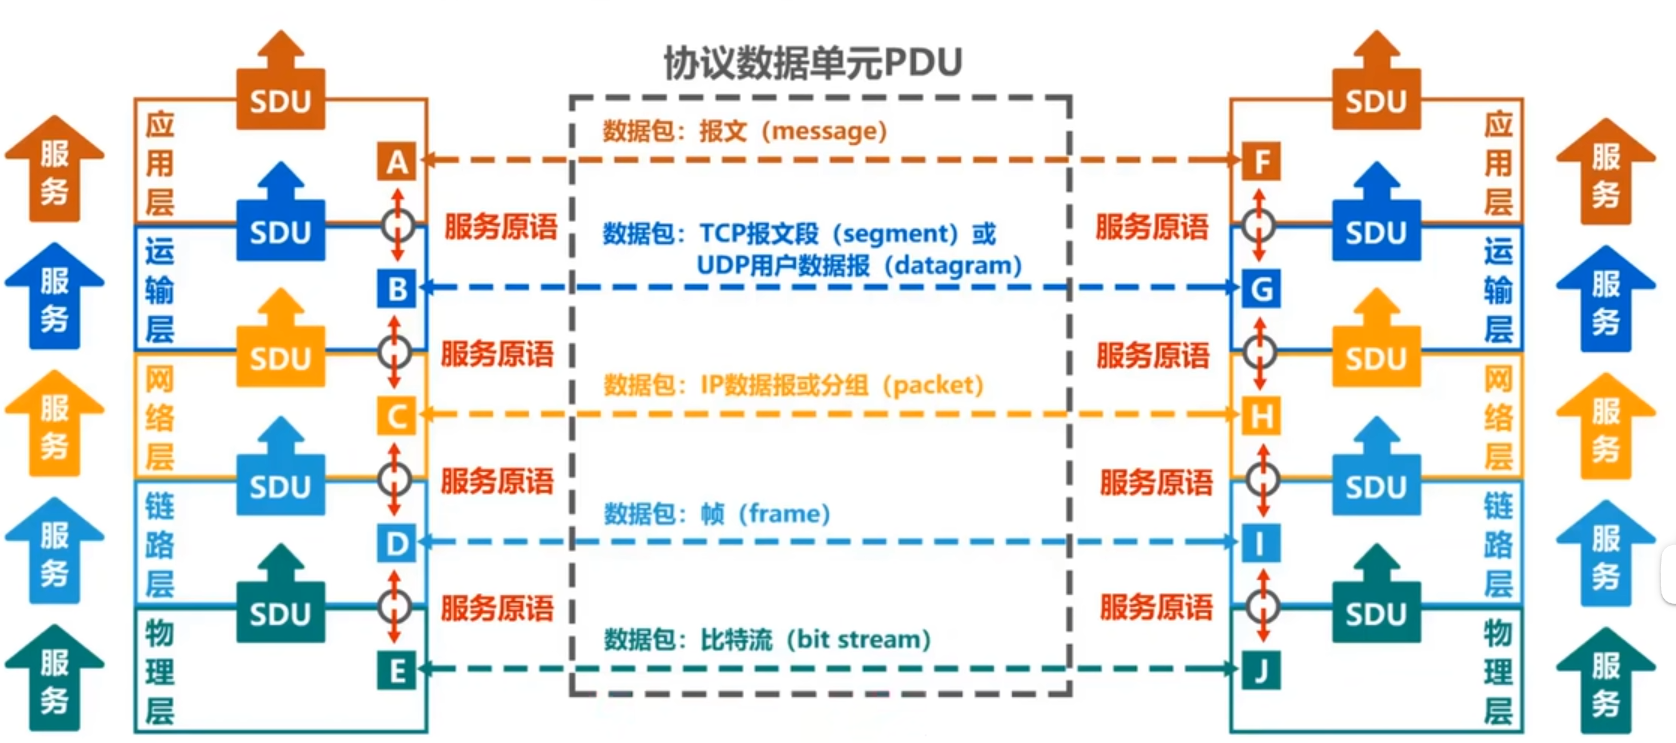 协议数据单元PDU
SDU
SDU
应用层
服务
数据包：报文（message）
A
F
应用层
服务
服务原语
服务原语
SDU
SDU
运输层
服务
数据包：TCP报文段（segment）或
UDP用户数据报（datagram）
B
G
运输层
服务
服务原语
服务原语
SDU
SDU
网络层
服务
数据包：IP数据报或分组（packet）
C
H
网络层
服务
服务原语
服务原语
SDU
SDU
链路层
服务
数据包：帧（frame）
D
I
链路层
服务
服务原语
服务原语
SDU
SDU
物理层
服务
数据包：比特流（bit stream）
E
J
物理层
服务